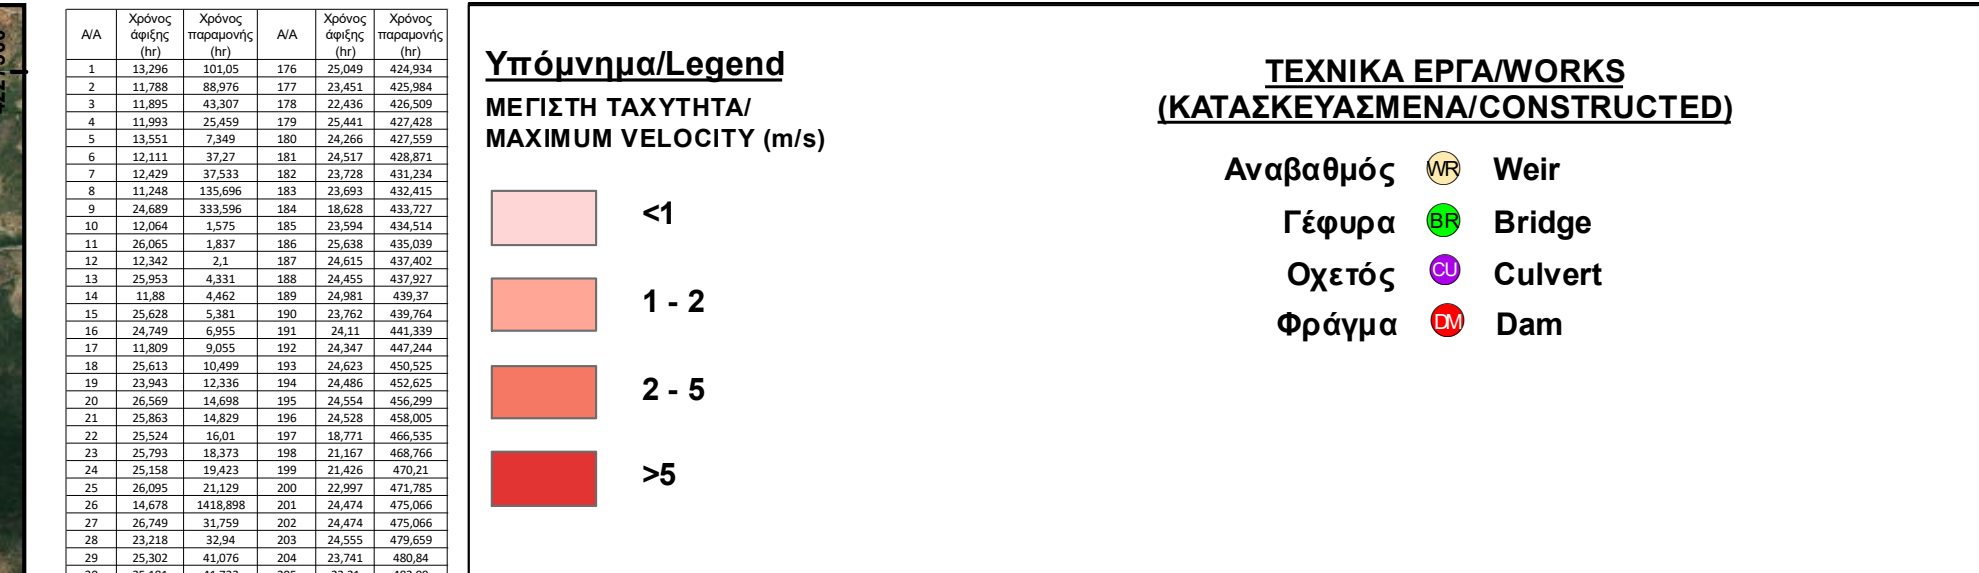 Α/Α Χρόνος άφιξης (hr) Χρόνος παραμονής (hr) Α/Α Χρόνος άφιξης (hr) Χρόνος παραμονής (hr)
1 13,296 101,05 176 25,049 424,934
2 11,788 88,976 177 23,451 425,984
3 11,895 43,307 178 22,436 426,509
4 11,993 25,459 179 25,441 427,428
5 13,551 7,349 180 24,266 427,559
6 12,111 37,27 181 24,517 428,871
7 12,429 37,533 182 23,728 431,234
8 11,248 135,696 183 23,693 432,415
9 24,689 333,596 184 18,628 433,727
10 12,064 1,575 185 23,594 434,514
11 26,065 1,837 186 25,638 435,039
12 12,342 2,1 187 24,615 437,402
13 25,953 4,331 188 24,455 437,927
14 11,88 4,462 189 24,981 439,37
15 25,628 5,381 190 23,762 439,764
16 24,749 6,955 191 24,11 441,339
17 11,809 9,055 192 24,347 447,244
18 25,613 10,499 193 24,623 450,525
19 23,943 12,336 194 24,486 452,625
20 26,569 14,698 195 24,554 456,299
21 25,863 14,829 196 24,528 458,005
22 25,524 16,01 197 18,771 466,535
23 25,793 18,373 198 21,167 468,766
24 25,158 19,423 199 21,426 470,21
25 26,095 21,129 200 22,997 471,785
26 14,678 1418,898 201 24,474 475,066
27 26,749 31,759 202 24,474 475,066
28 23,218 32,94 203 24,555 479,659
29 25,302 41,076 204 23,741 480,84
Υπόμνημα/Legend
ΜΕΓΙΣΤΗ ΤΑΧΥΤΗΤΑ/
MAXIMUM VELOCITY (m/s)
<1
1 - 2
2 - 5
>5
ΤΕΧΝΙΚΑ ΕΡΓΑ/WORKS
(ΚΑΤΑΣΚΕΥΑΣΜΕΝΑ/CONSTRUCTED)
Αναβαθμός WR Weir
Γέφυρα BR Bridge
Οχετός CU Culvert
Φράγμα DM Dam